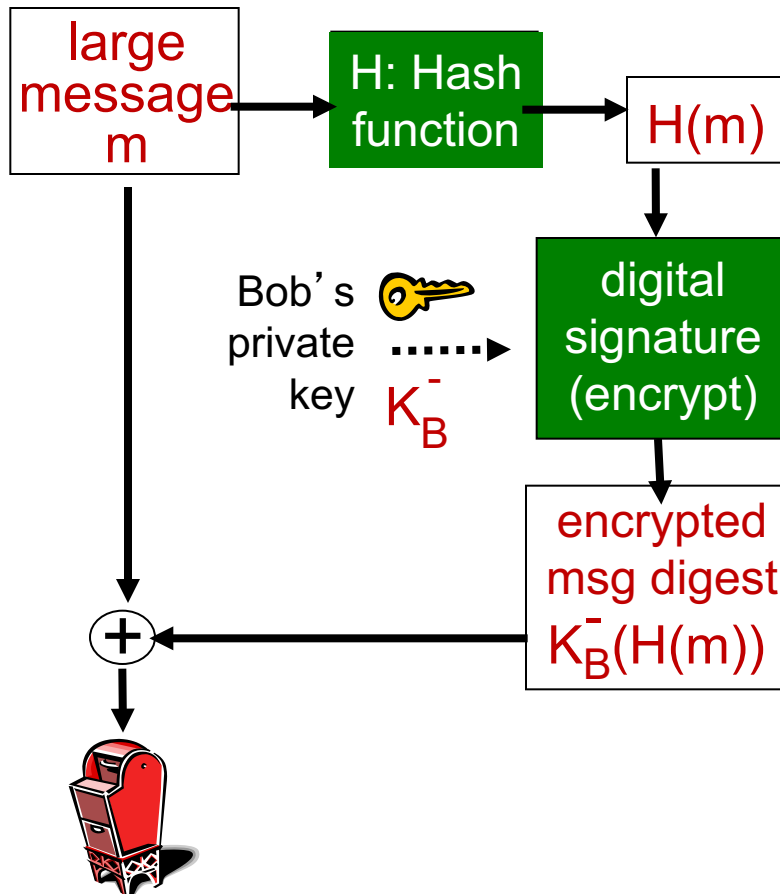 large
message
m
H: Hash
function
H(m)
Bob’s
private
key
K_B^-
digital
signature
(encrypt)
encrypted
msg digest
K_B^-(H(m))
+